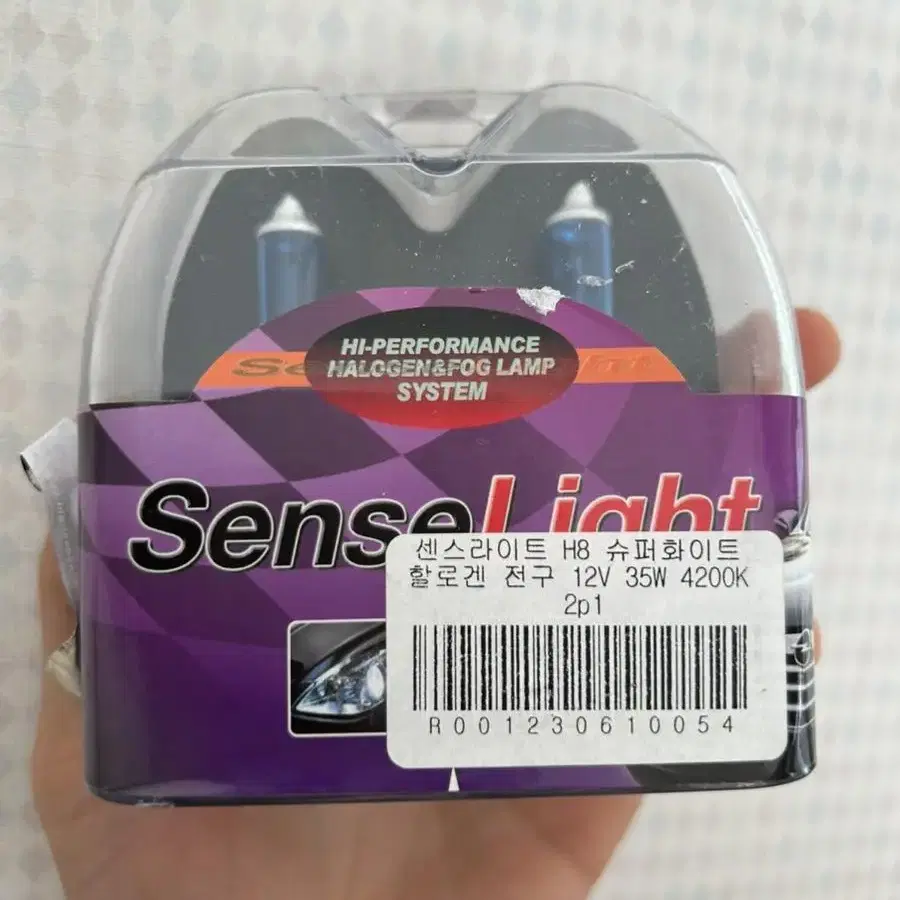 HI-PERFORMANCE
HALOGEN&FOG LAMP
SYSTEM
SenseLight
센스라이트 H8 슈퍼화이트
할로겐 전구 12V 35W 4200K
2p1
R001230610054